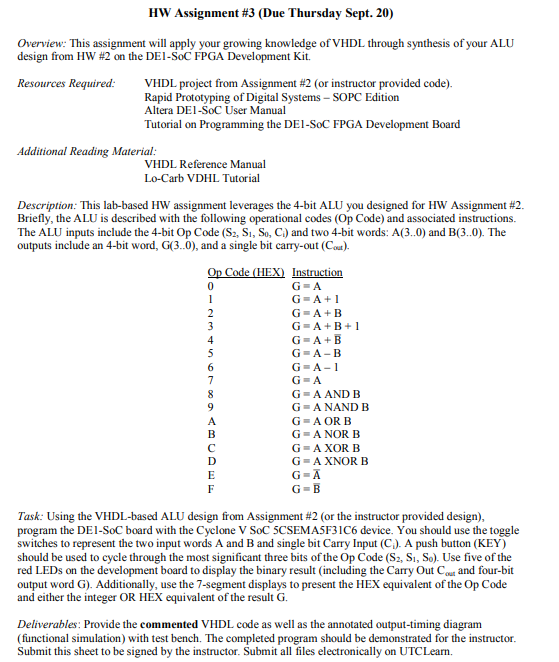 HW Assignment #3 (Due Thursday Sept. 20)
Overview: This assignment will apply your growing knowledge of VHDL through synthesis of your ALU
design from HW #2 on the DE1-SoC FPGA Development Kit.
Resources Required: VHDL project from Assignment #2 (or instructor provided code).
Rapid Prototyping of Digital Systems – SOPC Edition
Altera DE1-SoC User Manual
Tutorial on Programming the DE1-SoC FPGA Development Board
Additional Reading Material:
VHDL Reference Manual
Lo-Carb VDHL Tutorial
Description: This lab-based HW assignment leverages the 4-bit ALU you designed for HW Assignment #2.
Briefly, the ALU is described with the following operational codes (Op Code) and associated instructions.
The ALU inputs include the 4-bit Op Code (S₂, S₁, S₀, Cᵢ) and two 4-bit words: A(3..0) and B(3..0). The
outputs include an 4-bit word, G(3..0), and a single bit carry-out (Cout).
Op Code (HEX) Instruction
0 G = A
1 G = A + 1
2 G = A + B
3 G = A + B + 1
4 G = A + B̅
5 G = A – B
6 G = A – 1
7 G = A
8 G = A AND B
9 G = A NAND B
A G = A OR B
B G = A NOR B
C G = A XOR B
D G = A XNOR B
E G = A̅
F G = B̅
Task: Using the VHDL-based ALU design from Assignment #2 (or the instructor provided design),
program the DE1-SoC board with the Cyclone V SoC 5CSEMA5F31C6 device. You should use the toggle
switches to represent the two input words A and B and single bit Carry Input (Cᵢ). A push button (KEY)
should be used to cycle through the most significant three bits of the Op Code (S₂, S₁, S₀). Use five of the
red LEDs on the development board to display the binary result (including the Carry Out Cout and four-bit
output word G). Additionally, use the 7-segment displays to present the HEX equivalent of the Op Code
and either the integer OR HEX equivalent of the result G.
Deliverables: Provide the commented VHDL code as well as the annotated output-timing diagram
(functional simulation) with test bench. The completed program should be demonstrated for the instructor.
Submit this sheet to be signed by the instructor. Submit all files electronically on UTCLearn.